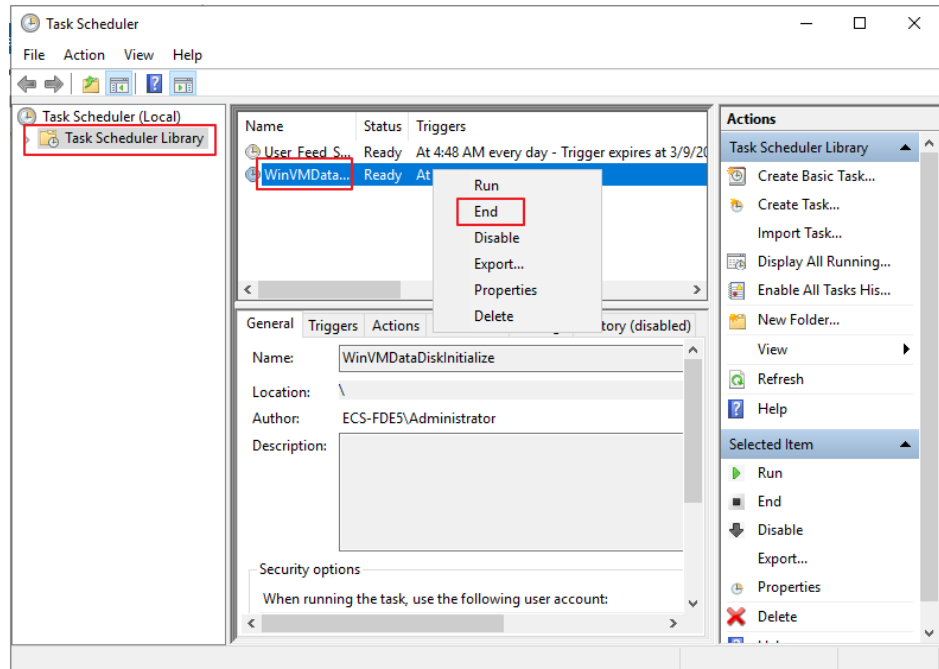 Task Scheduler
File Action View Help
Task Scheduler (Local)
Task Scheduler Library
Name Status Triggers
User_Feed_S... Ready At 4:48 AM every day - Trigger expires at 3/9/20
WinVMData... Ready At
Run
End
Disable
Export...
Properties
Delete
General Triggers Actions tory (disabled)
Name: WinVMDataDiskInitialize
Location: \
Author: ECS-FDE5\Administrator
Description:
Security options
When running the task, use the following user account:
Actions
Task Scheduler Library
Create Basic Task...
Create Task...
Import Task...
Display All Running...
Enable All Tasks His...
New Folder...
View
Refresh
Help
Selected Item
Run
End
Disable
Export...
Properties
Delete